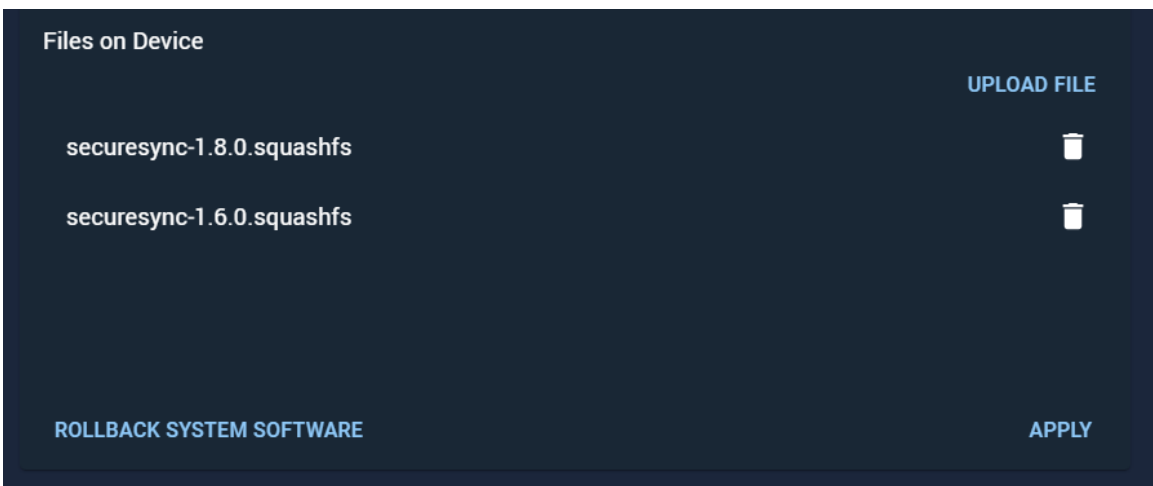 Files on Device
UPLOAD FILE
securesync-1.8.0.squashfs
securesync-1.6.0.squashfs
ROLLBACK SYSTEM SOFTWARE
APPLY